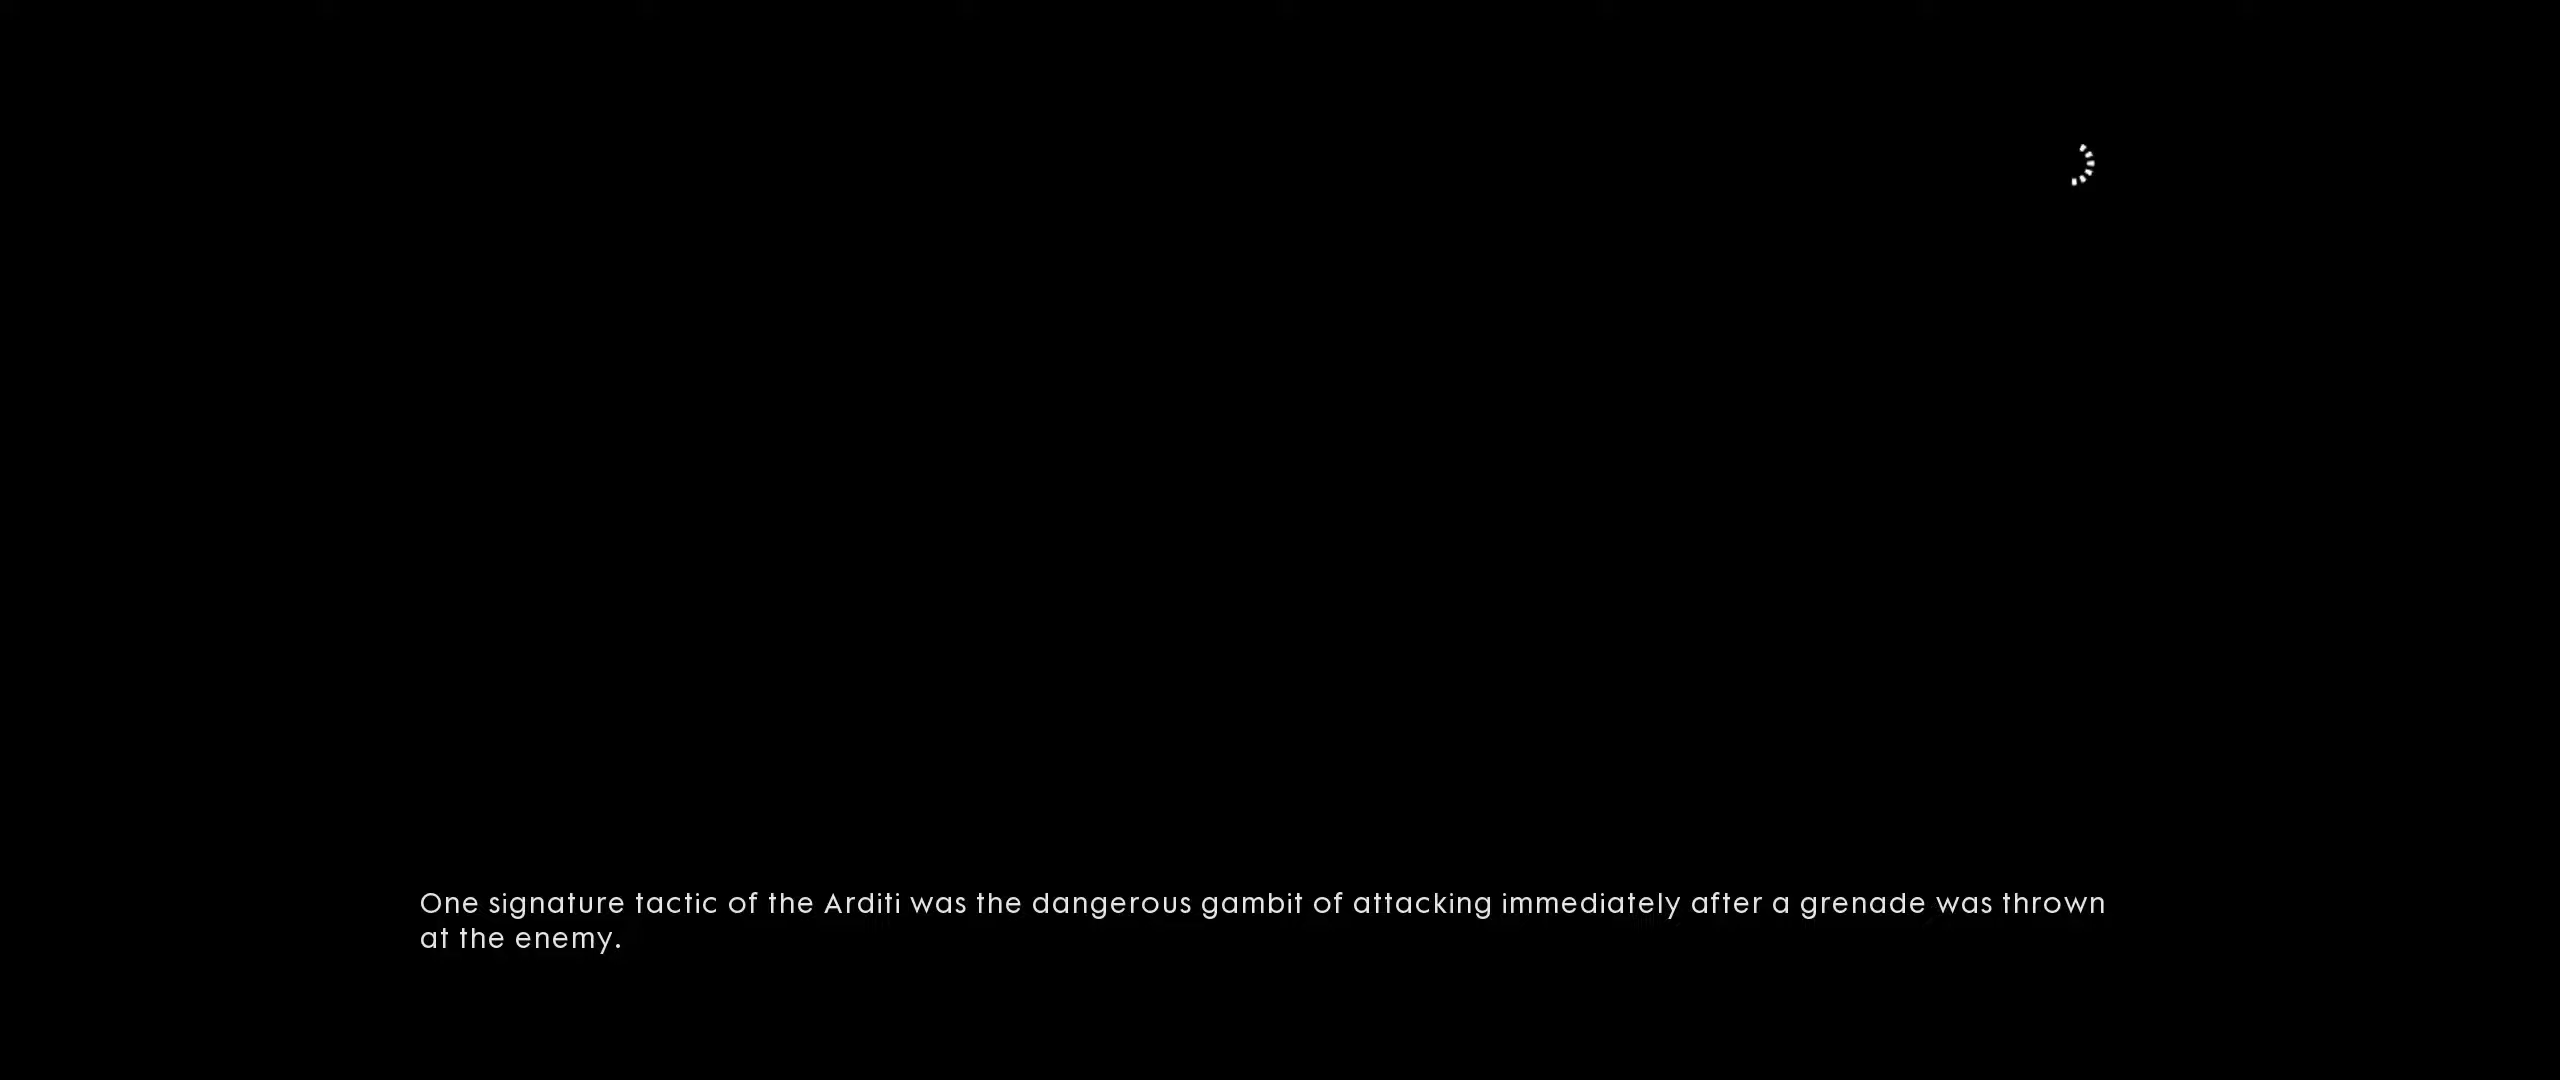 One signature tactic of the Arditi was the dangerous gambit of attacking immediately after a grenade was thrown
at the enemy.